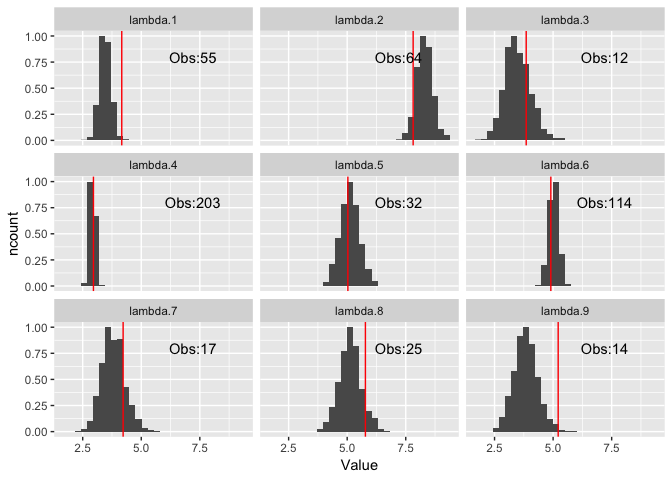 lambda.1 lambda.2 lambda.3
1.00
0.75
0.50
0.25
0.00
Obs:55 Obs:64 Obs:12
lambda.4 lambda.5 lambda.6
1.00
0.75
0.50
0.25
0.00
Obs:203 Obs:32 Obs:114
lambda.7 lambda.8 lambda.9
1.00
0.75
0.50
0.25
0.00
Obs:17 Obs:25 Obs:14
2.5 5.0 7.5 2.5 5.0 7.5 2.5 5.0 7.5
Value
ncount